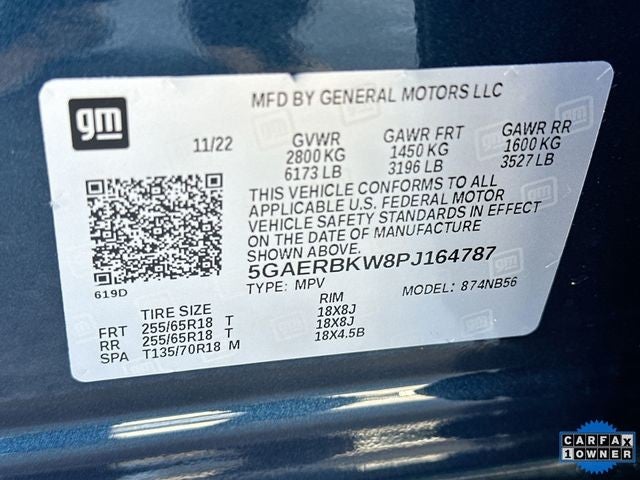 gm
MFD BY GENERAL MOTORS LLC
11/22 GVWR GAWR FRT GAWR RR
2800 KG 1450 KG 1600 KG
6173 LB 3196 LB 3527 LB
THIS VEHICLE CONFORMS TO ALL
APPLICABLE U.S. FEDERAL MOTOR
VEHICLE SAFETY STANDARDS IN EFFECT
ON THE DATE OF MANUFACTURE
SHOWN ABOVE.
619D
5GAERBKW8PJ164787
TYPE: MPV MODEL: 874NB56
TIRE SIZE RIM
FRT 255/65R18 T 18X8J
RR 255/65R18 T 18X8J
SPA T135/70R18 M 18X4.5B
CARFAX
1 OWNER